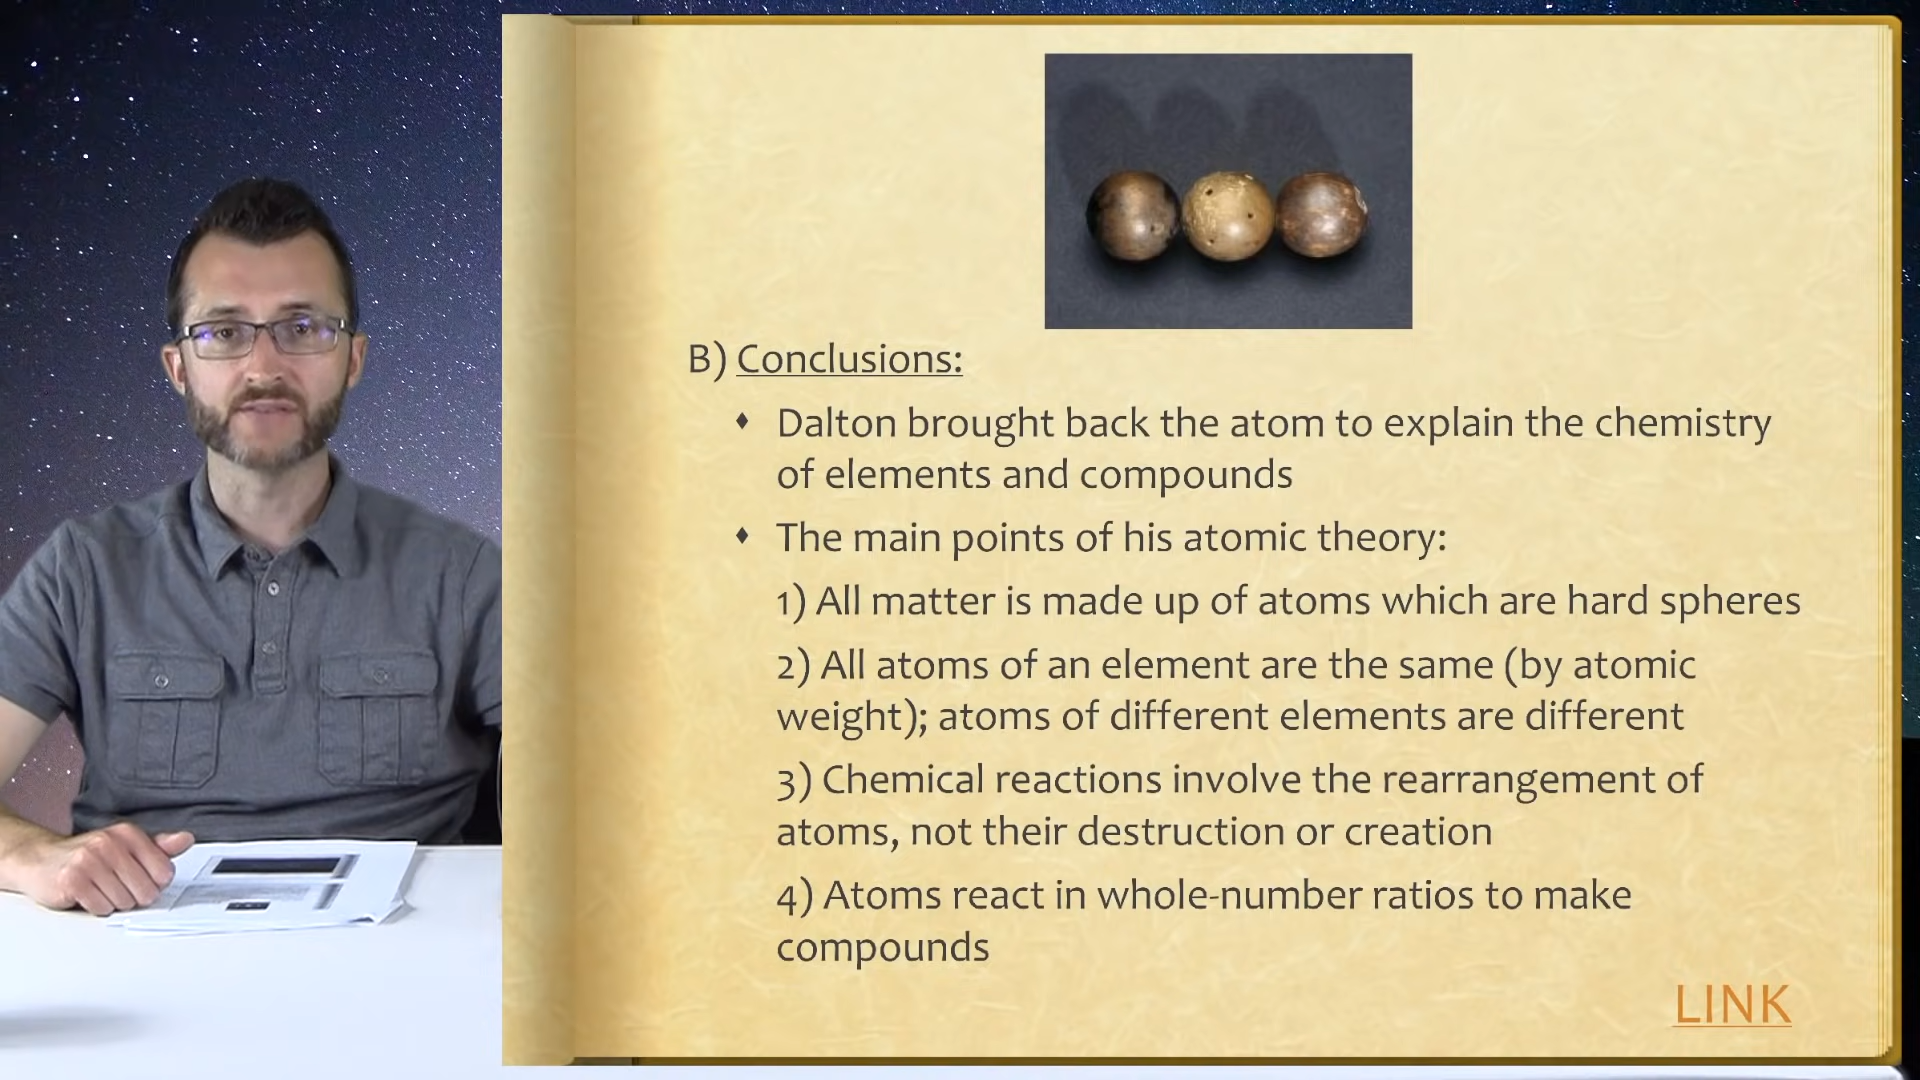 B) Conclusions:
♦ Dalton brought back the atom to explain the chemistry
of elements and compounds
♦ The main points of his atomic theory:
1) All matter is made up of atoms which are hard spheres
2) All atoms of an element are the same (by atomic
weight); atoms of different elements are different
3) Chemical reactions involve the rearrangement of
atoms, not their destruction or creation
4) Atoms react in whole-number ratios to make
compounds
LINK